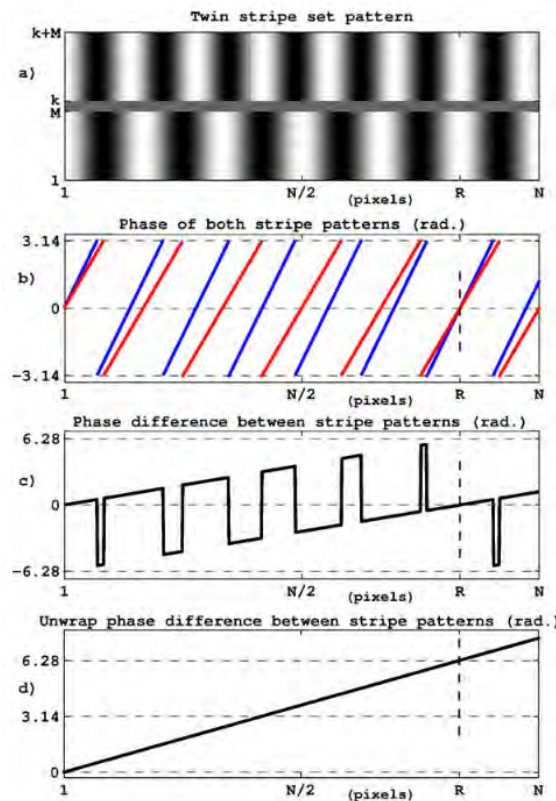 Twin stripe set pattern
k+M
a)
k
M
1
1 N/2 (pixels) R N
Phase of both stripe patterns (rad.)
3.14
b)
0
-3.14
1 N/2 (pixels) R N
Phase difference between stripe patterns (rad.)
6.28
c)
0
-6.28
1 N/2 (pixels) R N
Unwrap phase difference between stripe patterns (rad.)
6.28
d)
3.14
0
1 N/2 (pixels) R N